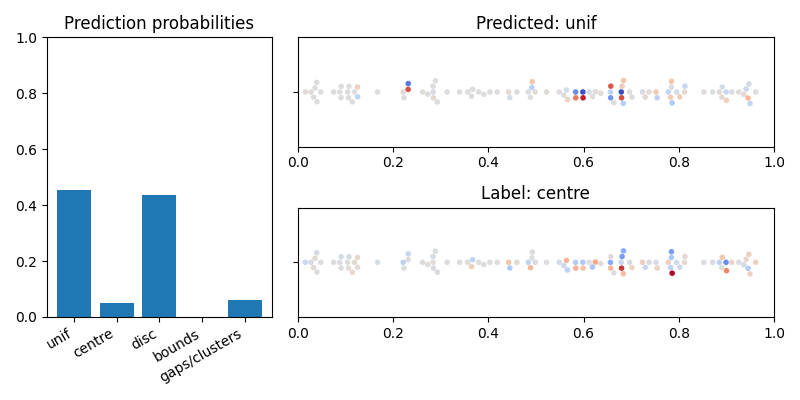 Prediction probabilities
1.0
0.8
0.6
0.4
0.2
0.0
unif
centre
disc
bounds
gaps/clusters
Predicted: unif
0.0 0.2 0.4 0.6 0.8 1.0
Label: centre
0.0 0.2 0.4 0.6 0.8 1.0